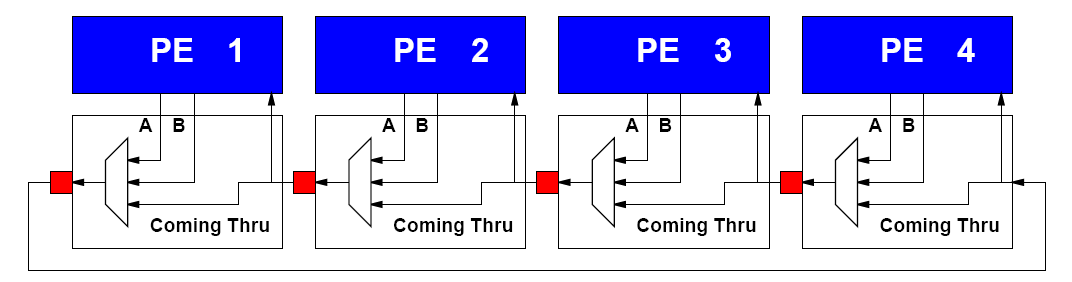 PE 1
PE 2
PE 3
PE 4
A B
A B
A B
A B
Coming Thru
Coming Thru
Coming Thru
Coming Thru